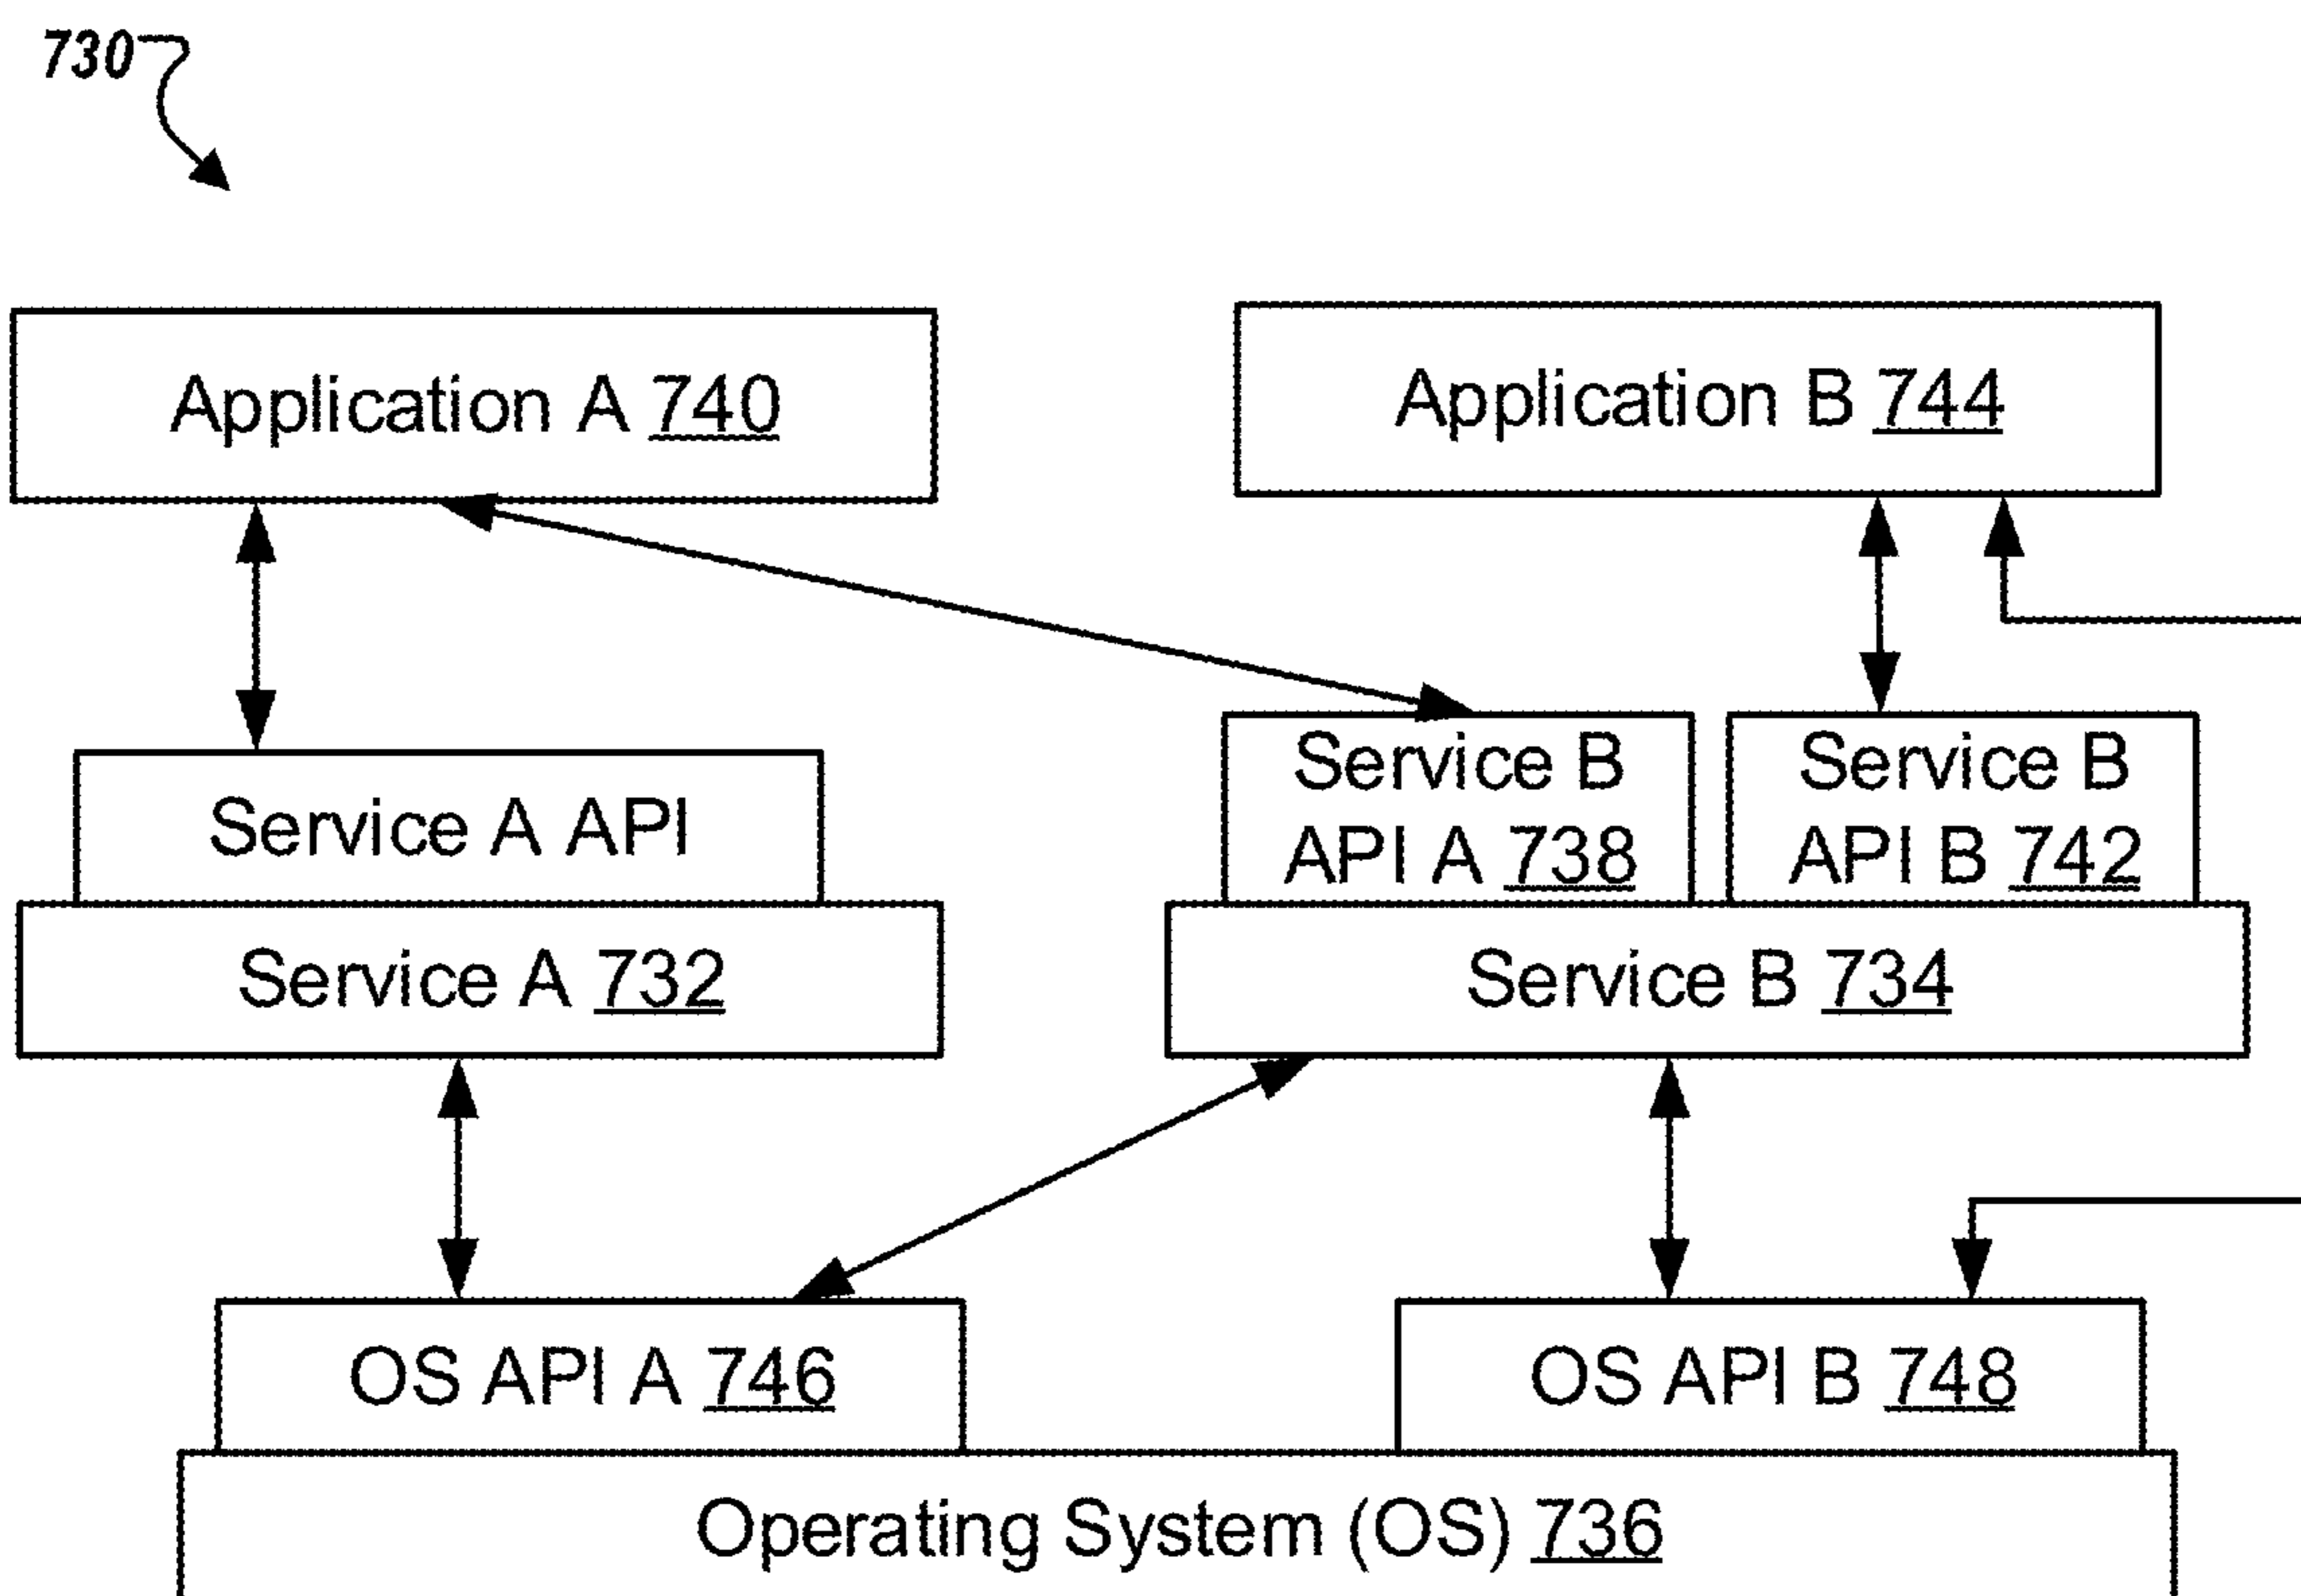 730
Application A 740
Application B 744
Service A API
Service B
API A 738
Service B
API B 742
Service A 732
Service B 734
OS API A 746
OS API B 748
Operating System (OS) 736